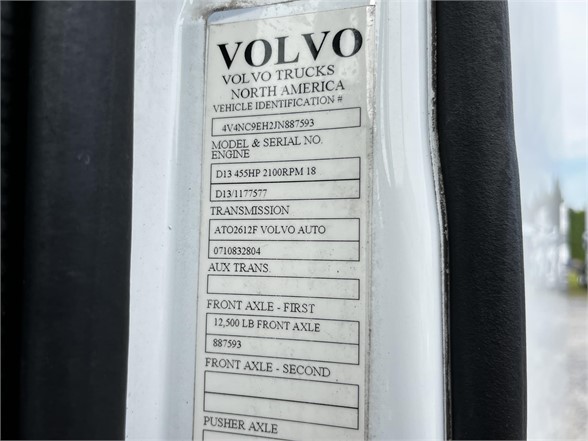 VOLVO
VOLVO TRUCKS
NORTH AMERICA
VEHICLE IDENTIFICATION #
4V4NC9EH2JN887593
MODEL & SERIAL NO.
ENGINE
D13 455HP 2100RPM 18
D13/1177577
TRANSMISSION
ATO2612F VOLVO AUTO
0710832804
AUX TRANS.
FRONT AXLE - FIRST
12,500 LB FRONT AXLE
887593
FRONT AXLE - SECOND
PUSHER AXLE